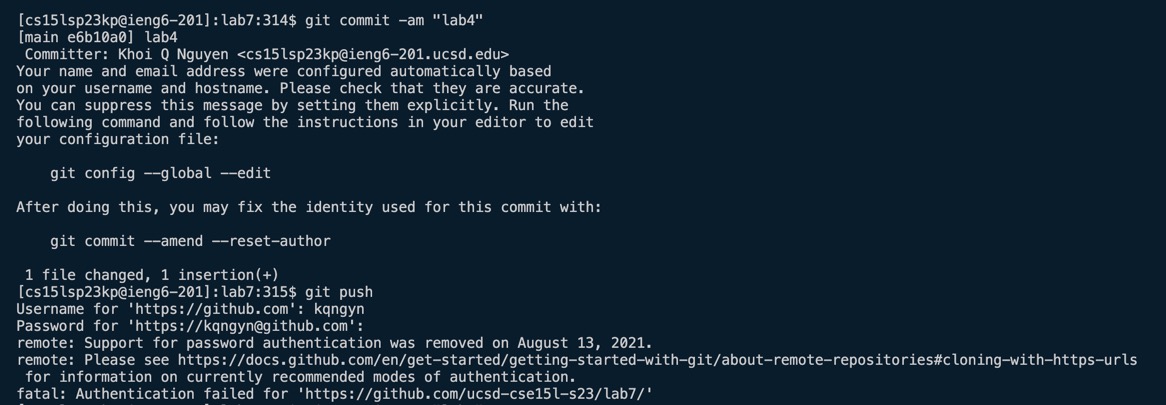 [cs15lsp23kp@ieng6-201]:lab7:314$ git commit -am "lab4"
[main e6b10a0] lab4
 Committer: Khoi Q Nguyen <cs15lsp23kp@ieng6-201.ucsd.edu>
Your name and email address were configured automatically based
on your username and hostname. Please check that they are accurate.
You can suppress this message by setting them explicitly. Run the
following command and follow the instructions in your editor to edit
your configuration file:

    git config --global --edit

After doing this, you may fix the identity used for this commit with:

    git commit --amend --reset-author

 1 file changed, 1 insertion(+)
[cs15lsp23kp@ieng6-201]:lab7:315$ git push
Username for 'https://github.com': kqngyn
Password for 'https://kqngyn@github.com':
remote: Support for password authentication was removed on August 13, 2021.
remote: Please see https://docs.github.com/en/get-started/getting-started-with-git/about-remote-repositories#cloning-with-https-urls
 for information on currently recommended modes of authentication.
fatal: Authentication failed for 'https://github.com/ucsd-cse15l-s23/lab7/'